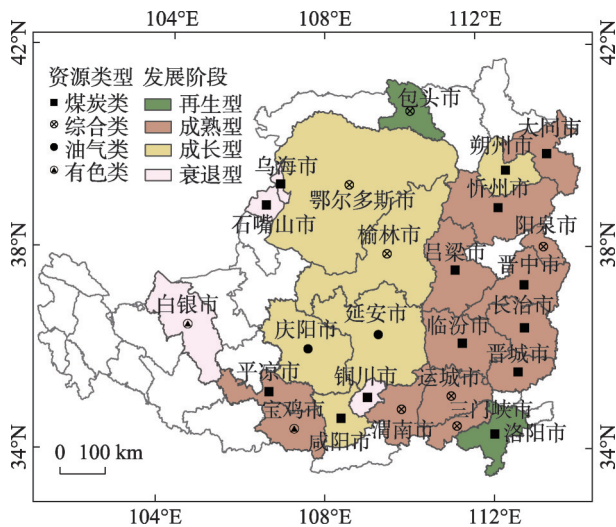 104°E 108°E 112°E
42°N 42°N
资源类型 发展阶段
煤炭类 再生型
综合类 成熟型
油气类 成长型
有色类 衰退型
包头市
大同市
朔州市
乌海市
忻州市
鄂尔多斯市
石嘴山市
阳泉市
38°N 38°N
榆林市
吕梁市
晋中市
白银市
长治市
延安市
临汾市
庆阳市
晋城市
平凉市
铜川市
运城市
宝鸡市
三门峡市
渭南市
咸阳市
洛阳市
34°N 34°N
0 100 km
104°E 108°E 112°E